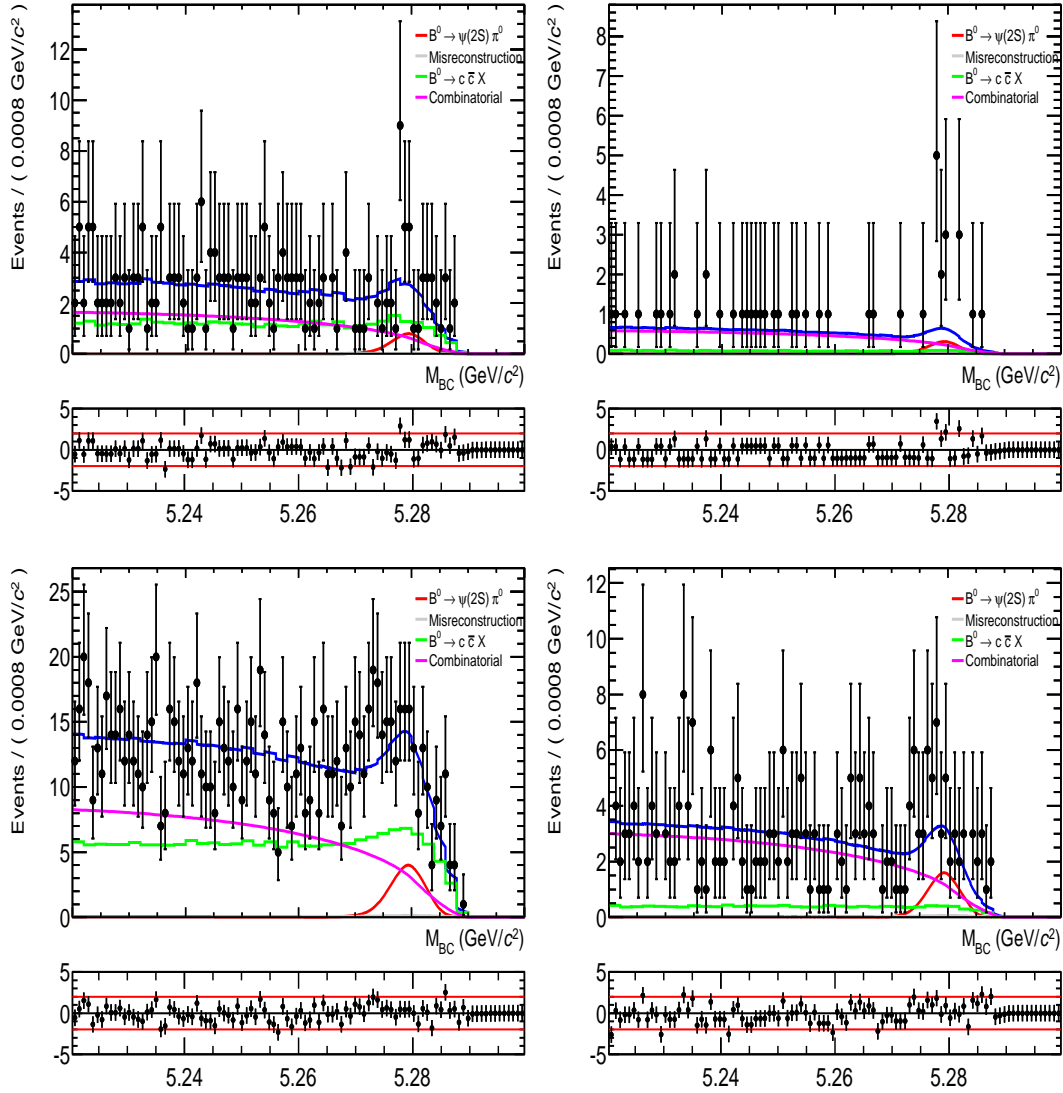 Events / ( 0.0008 GeV/c² )
12
10
8
6
4
2
0
B⁰ → ψ(2S) π⁰
Misreconstruction
B⁰ → c c̅ X
Combinatorial
M_BC (GeV/c²)
5
0
-5
5.24
5.26
5.28
Events / ( 0.0008 GeV/c² )
8
7
6
5
4
3
2
1
0
B⁰ → ψ(2S) π⁰
Misreconstruction
B⁰ → c c̅ X
Combinatorial
M_BC (GeV/c²)
5
0
-5
5.24
5.26
5.28
Events / ( 0.0008 GeV/c² )
25
20
15
10
5
0
B⁰ → ψ(2S) π⁰
Misreconstruction
B⁰ → c c̅ X
Combinatorial
M_BC (GeV/c²)
5
0
-5
5.24
5.26
5.28
Events / ( 0.0008 GeV/c² )
12
10
8
6
4
2
0
B⁰ → ψ(2S) π⁰
Misreconstruction
B⁰ → c c̅ X
Combinatorial
M_BC (GeV/c²)
5
0
-5
5.24
5.26
5.28